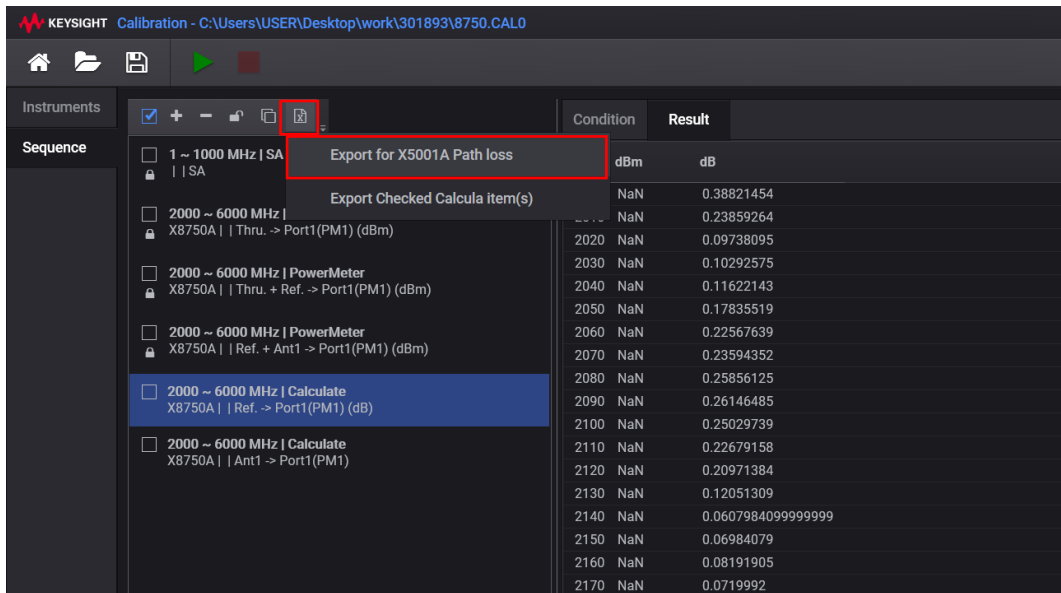 KEYSIGHT Calibration - C:\Users\USER\Desktop\work\301893\8750.CAL0
Instruments
Sequence
1 ~ 1000 MHz | SA
| | SA
Export for X5001A Path loss
Export Checked Calcula item(s)
2000 ~ 6000 MHz |
X8750A | | Thru. -> Port1(PM1) (dBm)
2000 ~ 6000 MHz | PowerMeter
X8750A | | Thru. + Ref. -> Port1(PM1) (dBm)
2000 ~ 6000 MHz | PowerMeter
X8750A | | Ref. + Ant1 -> Port1(PM1) (dBm)
2000 ~ 6000 MHz | Calculate
X8750A | | Ref. -> Port1(PM1) (dB)
2000 ~ 6000 MHz | Calculate
X8750A | | Ant1 -> Port1(PM1)
Condition Result
dBm dB
NaN 0.38821454
NaN 0.23859264
2020 NaN 0.09738095
2030 NaN 0.10292575
2040 NaN 0.11622143
2050 NaN 0.17835519
2060 NaN 0.22567639
2070 NaN 0.23594352
2080 NaN 0.25856125
2090 NaN 0.26146485
2100 NaN 0.25029739
2110 NaN 0.22679158
2120 NaN 0.20971384
2130 NaN 0.12051309
2140 NaN 0.0607984099999999
2150 NaN 0.06984079
2160 NaN 0.08191905
2170 NaN 0.0719992